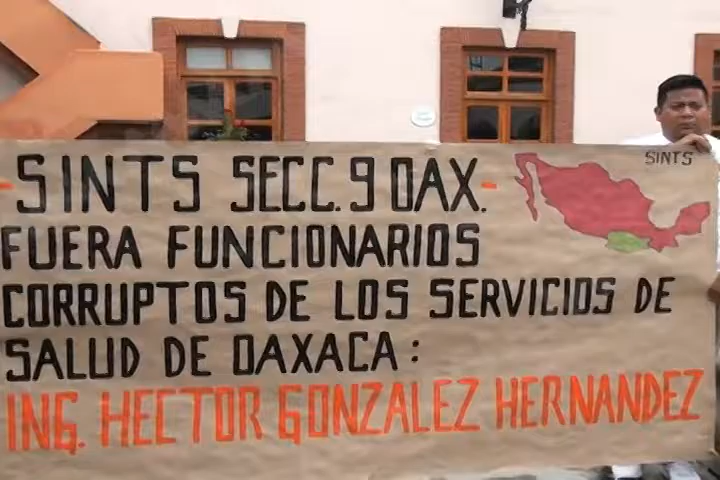 -SINTS SECC. 9 OAX.-
SINTS
FUERA FUNCIONARIOS
CORRUPTOS DE LOS SERVICIOS DE
SALUD DE OAXACA:
ING. HECTOR GONZALEZ HERNANDEZ